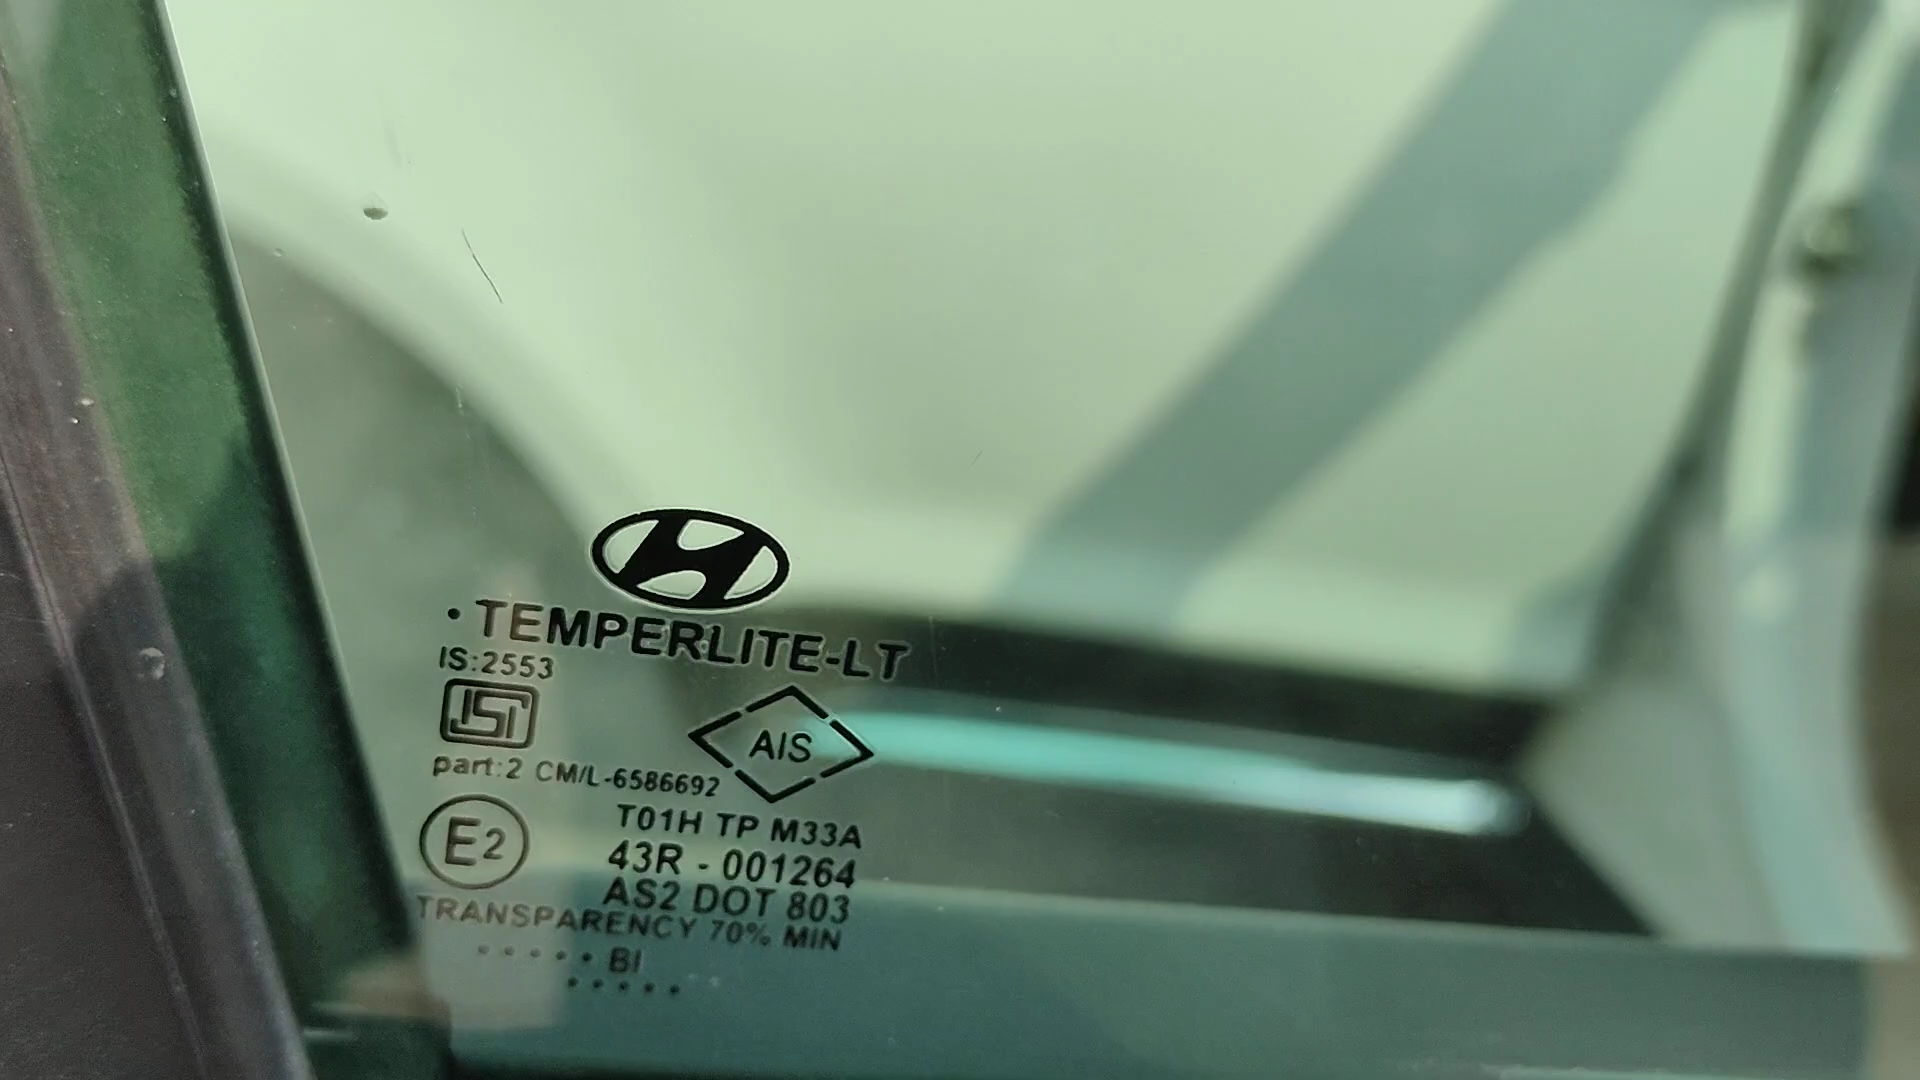 • TEMPERLITE-LT
IS:2553
ISI
AIS
part:2 CM/L-6586692
E2
T01H TP M33A
43R - 001264
AS2 DOT 803
TRANSPARENCY 70% MIN
• • • • • BI
• • • • •